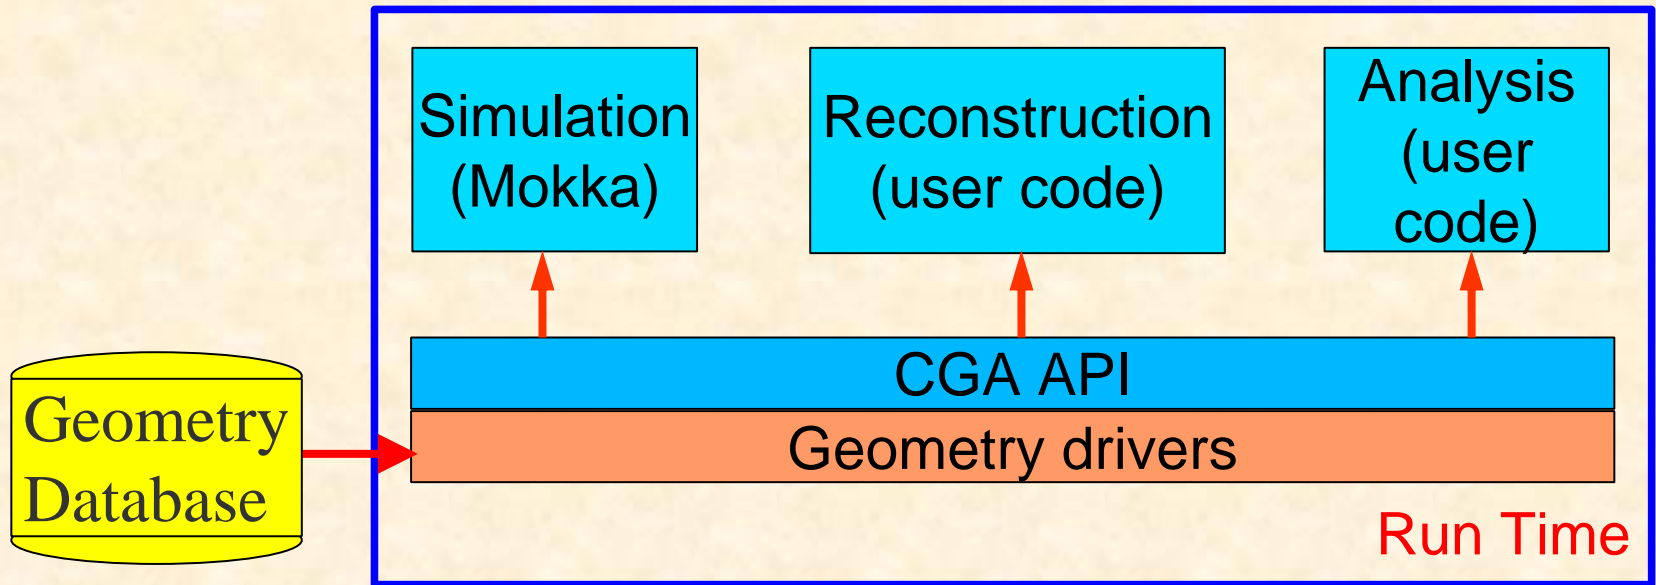 Simulation
(Mokka)
Reconstruction
(user code)
Analysis
(user
code)
CGA API
Geometry drivers
Geometry
Database
Run Time